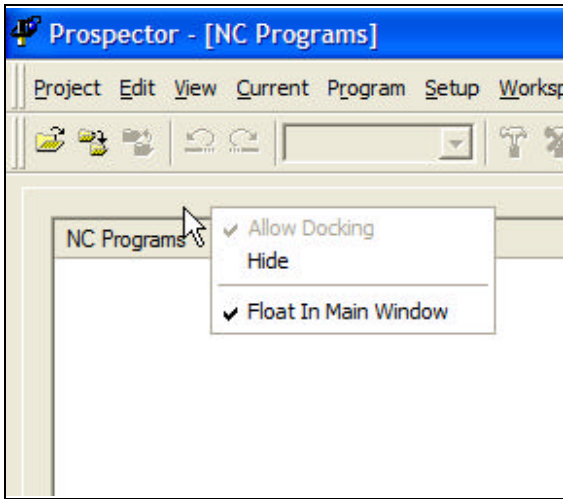 Prospector - [NC Programs]
Project Edit View Current Program Setup Worksp
NC Programs
Allow Docking
Hide
Float In Main Window